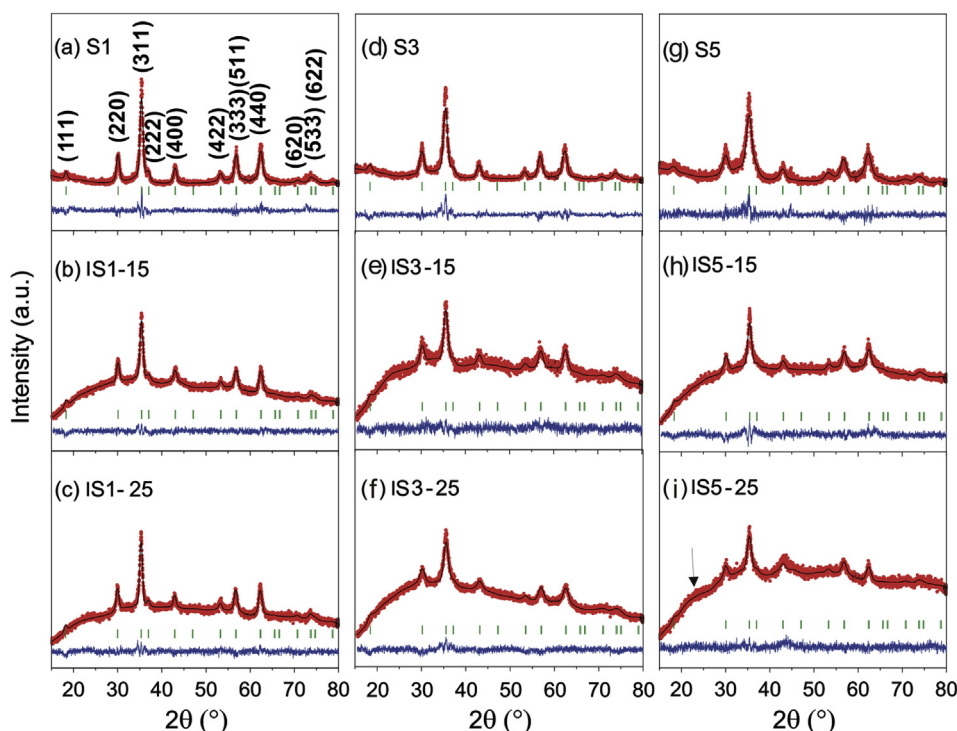 (a) S1
(111)
(220)
(311)
(222)
(400)
(422)
(333)(511)
(440)
(620)
(533) (622)
(d) S3
(g) S5
(b) IS1-15
(e) IS3-15
(h) IS5-15
(c) IS1-25
(f) IS3-25
(i) IS5-25
Intensity (a.u.)
20 30 40 50 60 70 80
20 30 40 50 60 70 80
20 30 40 50 60 70 80
2θ (°)
2θ (°)
2θ (°)